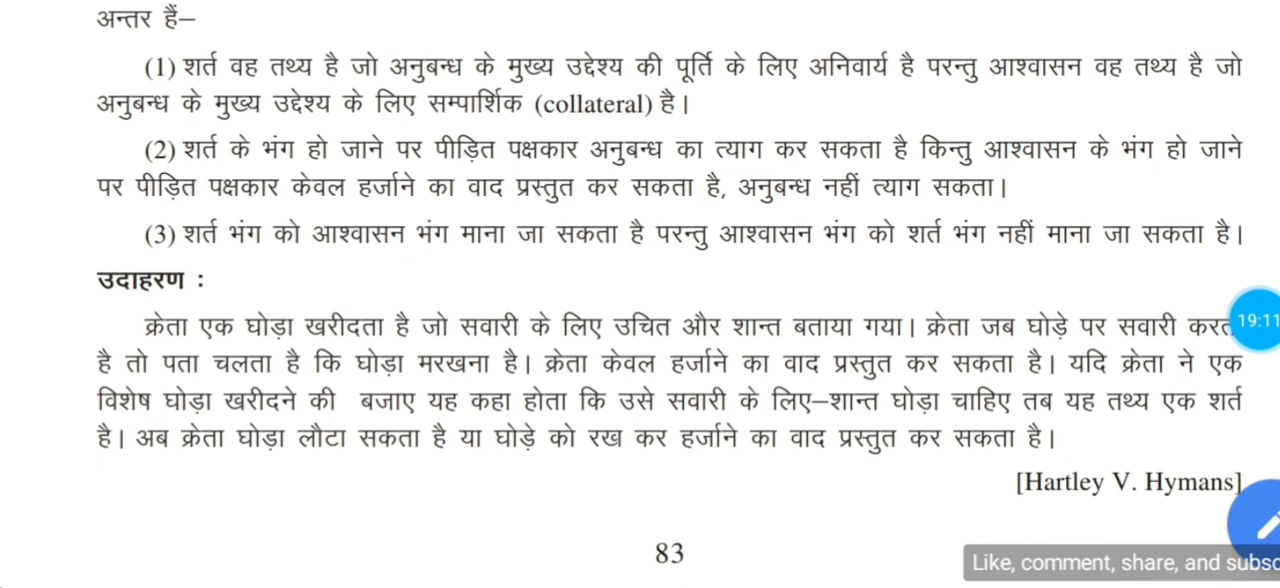 अन्तर हैं–
(1) शर्त वह तथ्य है जो अनुबन्ध के मुख्य उद्देश्य की पूर्ति के लिए अनिवार्य है परन्तु आश्वासन वह तथ्य है जो
अनुबन्ध के मुख्य उद्देश्य के लिए सम्पार्शिक (collateral) है।
(2) शर्त के भंग हो जाने पर पीड़ित पक्षकार अनुबन्ध का त्याग कर सकता है किन्तु आश्वासन के भंग हो जाने
पर पीड़ित पक्षकार केवल हर्जाने का वाद प्रस्तुत कर सकता है, अनुबन्ध नहीं त्याग सकता।
(3) शर्त भंग को आश्वासन भंग माना जा सकता है परन्तु आश्वासन भंग को शर्त भंग नहीं माना जा सकता है।
उदाहरण :
क्रेता एक घोड़ा खरीदता है जो सवारी के लिए उचित और शान्त बताया गया। क्रेता जब घोड़े पर सवारी
19:11
है तो पता चलता है कि घोड़ा मरखना है। क्रेता केवल हर्जाने का वाद प्रस्तुत कर सकता है। यदि क्रेता ने एक
विशेष घोड़ा खरीदने की बजाए यह कहा होता कि उसे सवारी के लिए–शान्त घोड़ा चाहिए तब यह तथ्य एक शर्त
है। अब क्रेता घोड़ा लौटा सकता है या घोड़े को रख कर हर्जाने का वाद प्रस्तुत कर सकता है।
[Hartley V. Hymans]
83
Like, comment, share, and